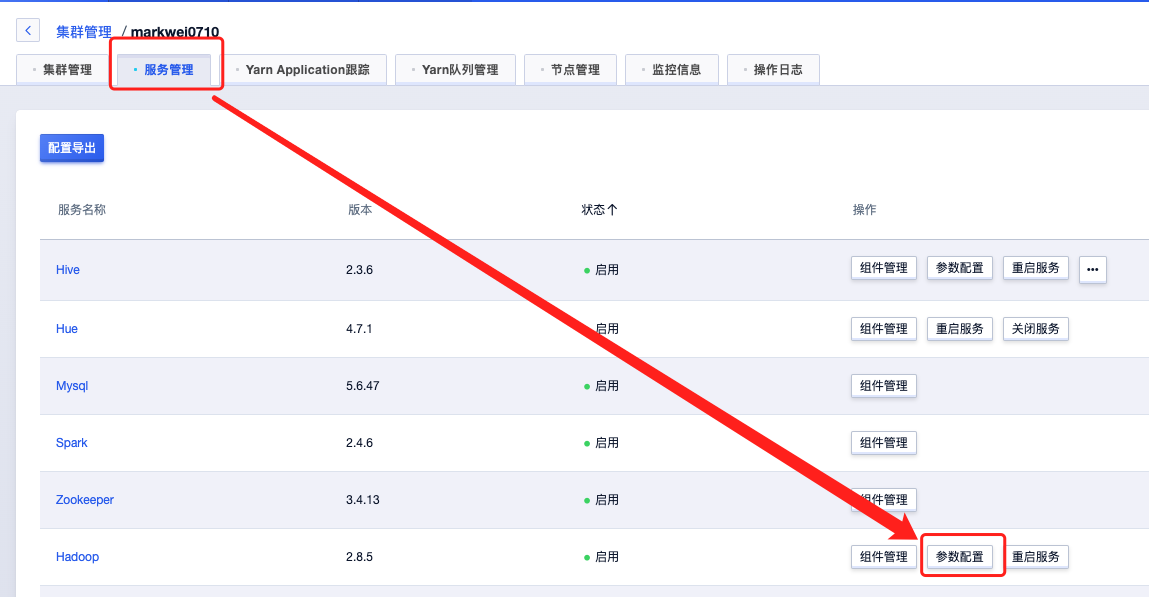 集群管理 / markwei0710
集群管理 服务管理 Yarn Application跟踪 Yarn队列管理 节点管理 监控信息 操作日志
配置导出
服务名称 版本 状态 操作
Hive 2.3.6 启用 组件管理 参数配置 重启服务 •••
Hue 4.7.1 启用 组件管理 重启服务 关闭服务
Mysql 5.6.47 启用 组件管理
Spark 2.4.6 启用 组件管理
Zookeeper 3.4.13 启用 组件管理
Hadoop 2.8.5 启用 组件管理 参数配置 重启服务